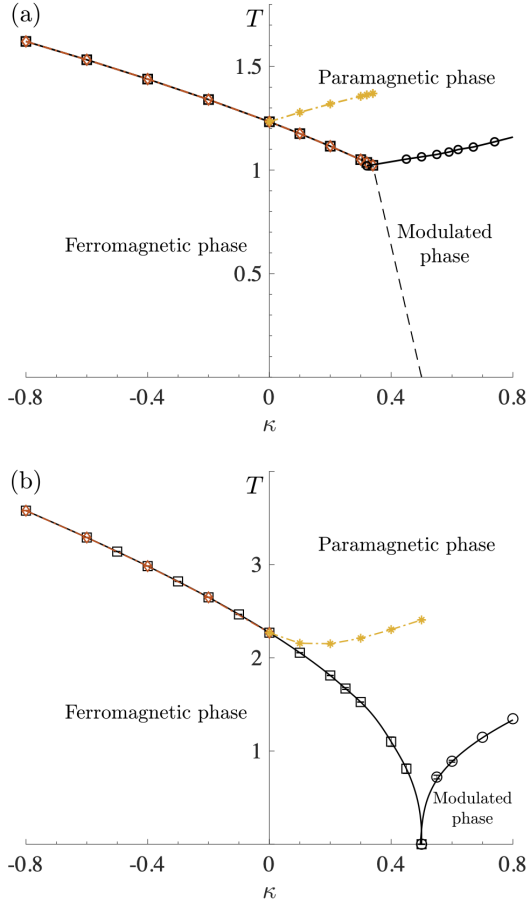 (a)
T
1.5
Paramagnetic phase
1
Ferromagnetic phase
Modulated
phase
0.5
-0.8
-0.4
0
0.4
0.8
κ
(b)
T
3
Paramagnetic phase
2
Ferromagnetic phase
1
Modulated
phase
-0.8
-0.4
0
0.4
0.8
κ